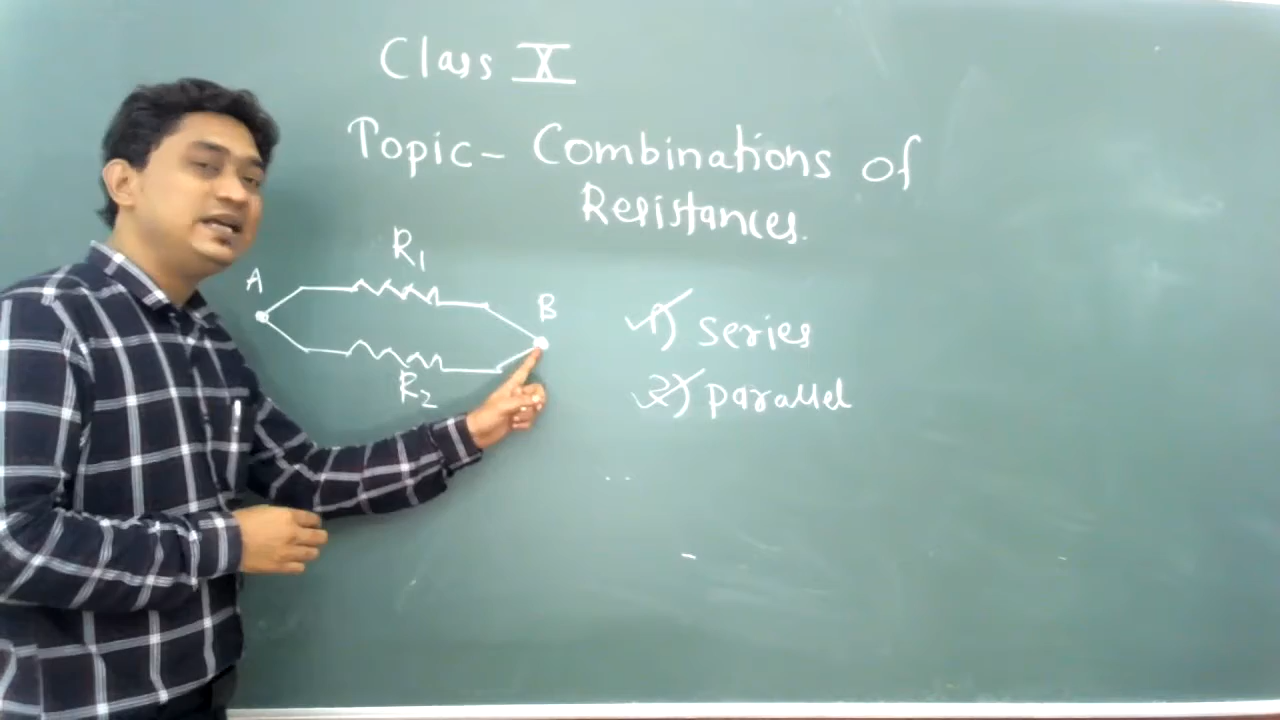 Class X
Topic - Combinations of
Resistances.
R1
A
B
R2
1) series
2) parallel